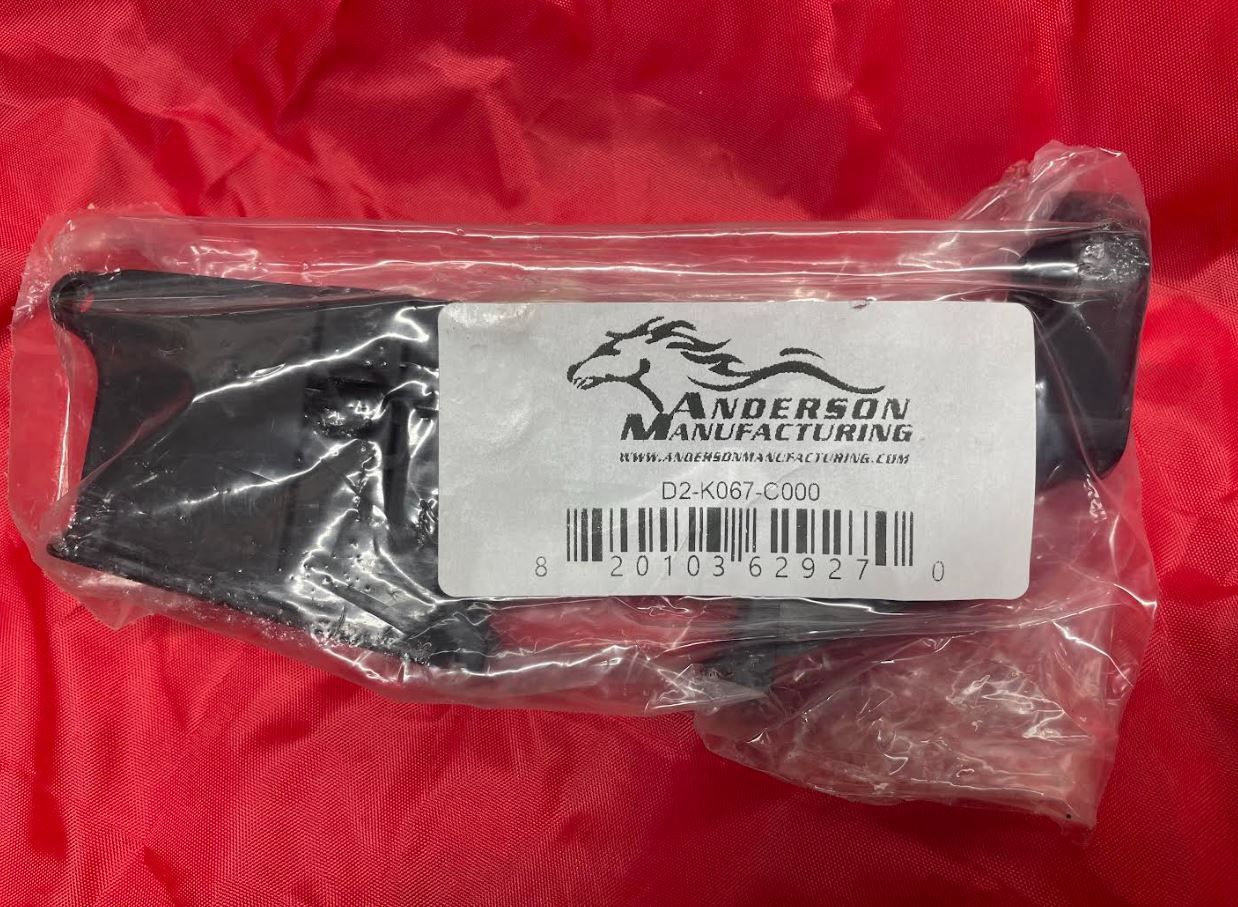 ANDERSON
MANUFACTURING
WWW.ANDERSONMANUFACTURING.COM
D2-K067-C000
8 20103 62927 0